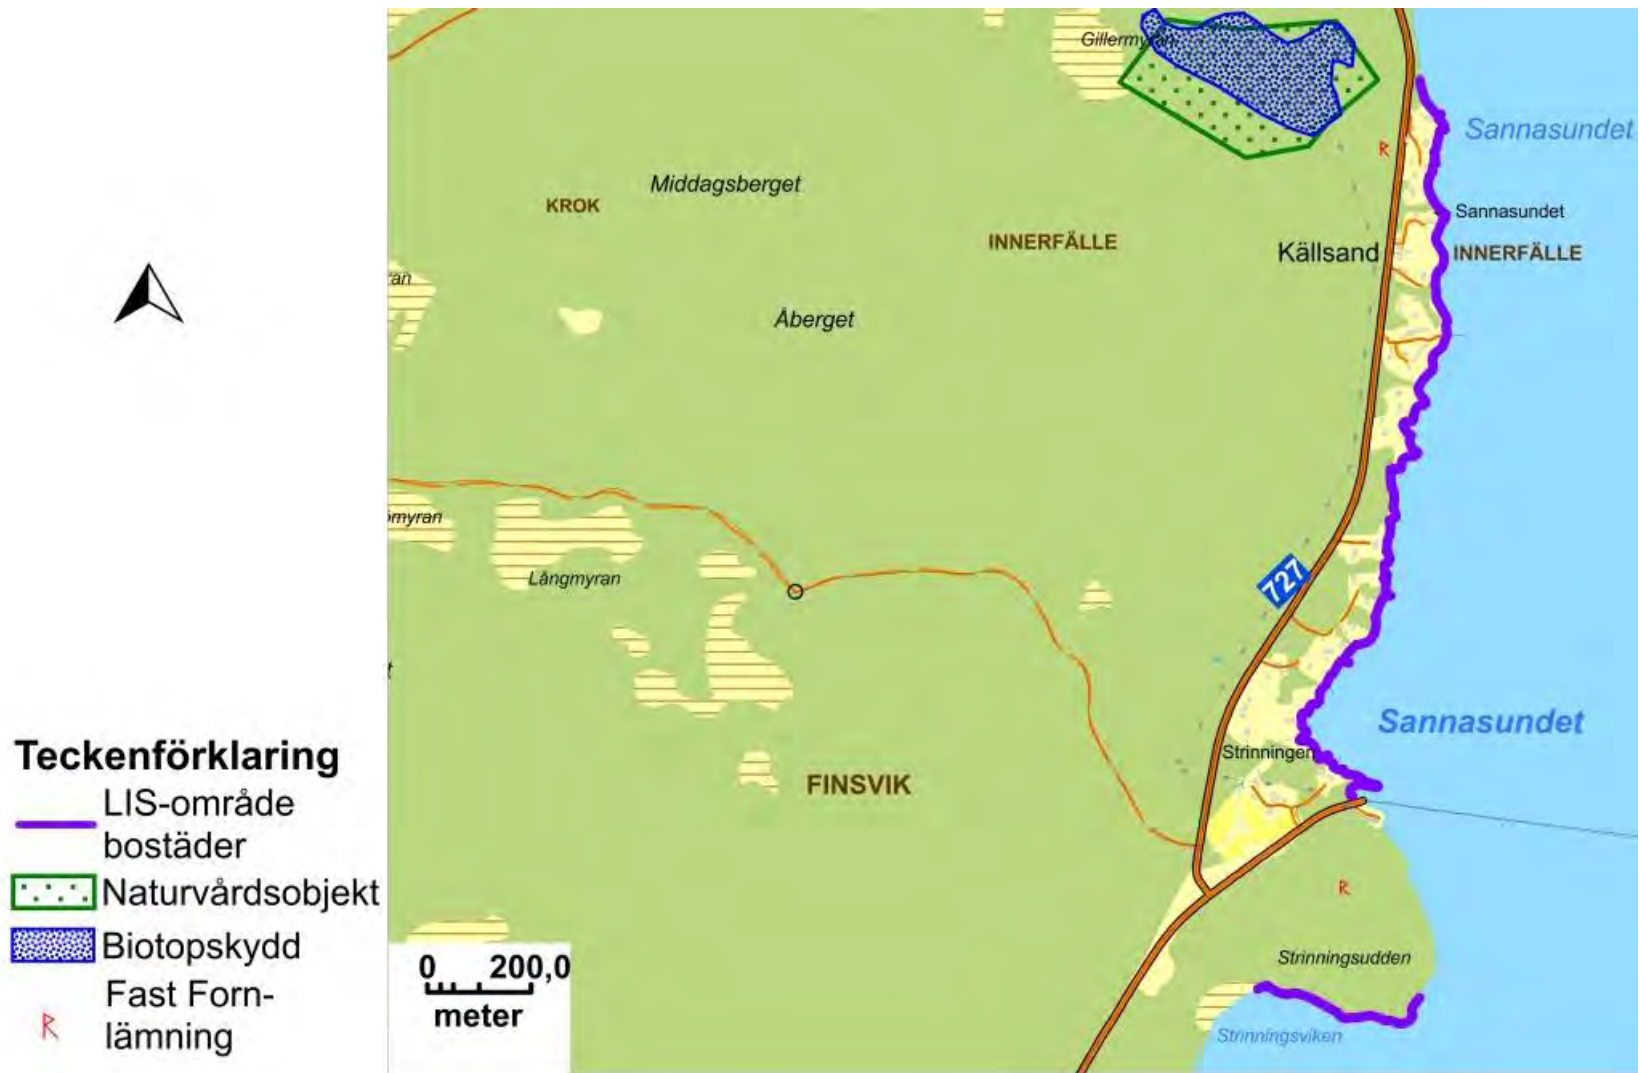 Gillermyran
Sannasundet
Middagsberget
KROK
Sannasundet
INNERFÄLLE
Källsand
INNERFÄLLE
Åberget
Långmyran
727
Sannasundet
Strinningen
FINSVIK
Strinningsudden
Strinningsviken
Teckenförklaring
LIS-område
bostäder
Naturvårdsobjekt
Biotopskydd
R
Fast Forn-
lämning
0 200,0
meter